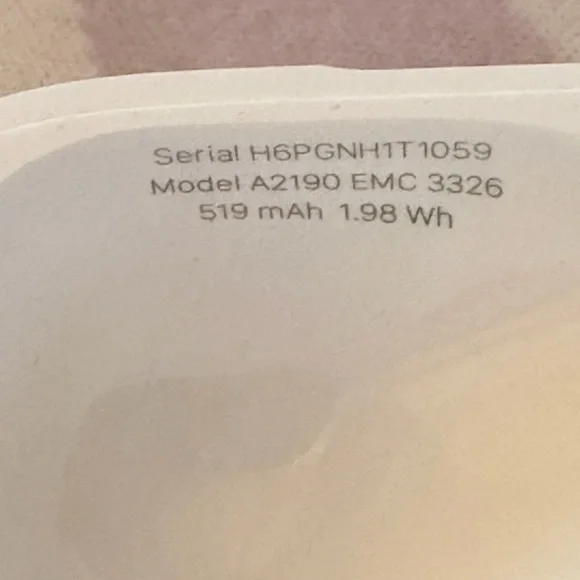 Serial H6PGNH1T1059
Model A2190 EMC 3326
519 mAh 1.98 Wh